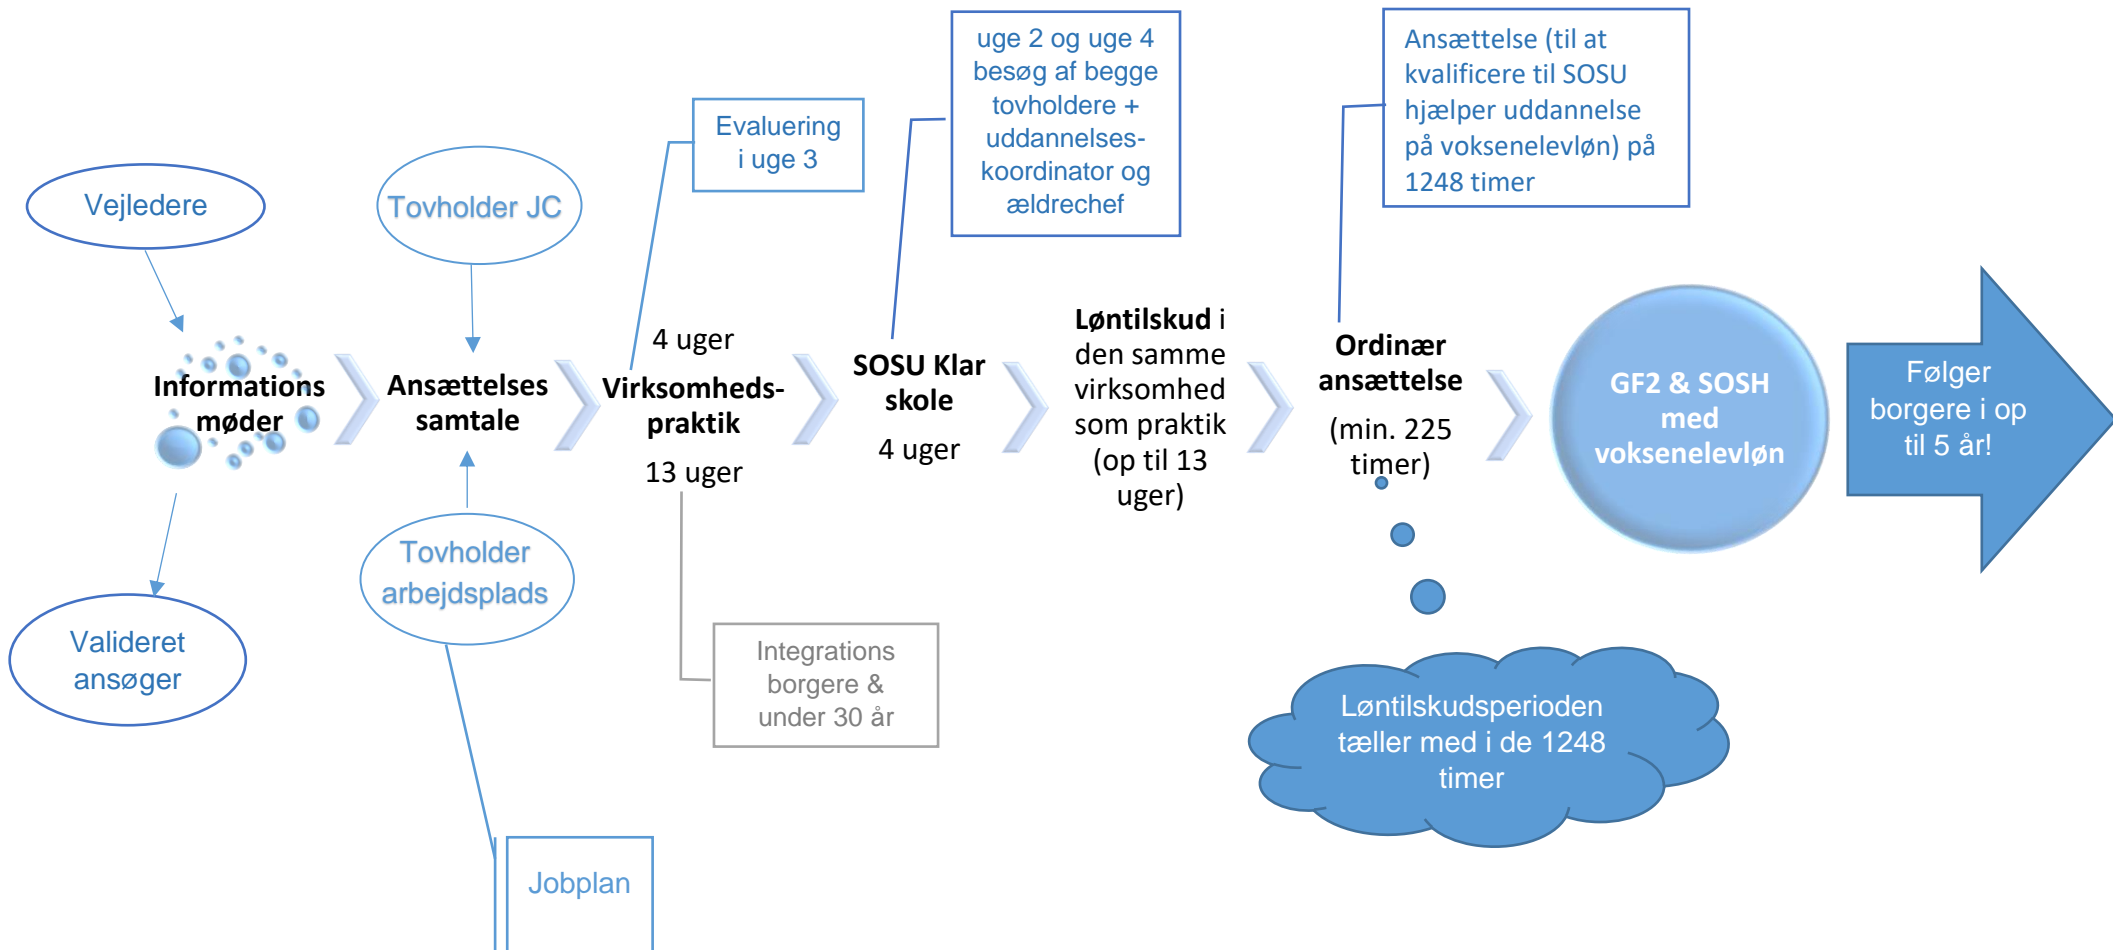 Vejledere
Informations
møder
Valideret
ansøger
Tovholder JC
Ansættelses
samtale
Tovholder
arbejdsplads
Jobplan
Evaluering
i uge 3
4 uger
Virksomheds-
praktik
13 uger
Integrations
borgere &
under 30 år
uge 2 og uge 4
besøg af begge
tovholdere +
uddannelses-
koordinator og
ældrechef
SOSU Klar
skole
4 uger
Løntilskud i
den samme
virksomhed
som praktik
(op til 13
uger)
Ansættelse (til at
kvalificere til SOSU
hjælper uddannelse
på voksenelevløn) på
1248 timer
Ordinær
ansættelse
(min. 225
timer)
Løntilskudsperioden
tæller med i de 1248
timer
GF2 & SOSH
med
voksenelevløn
Følger
borgere i op
til 5 år!